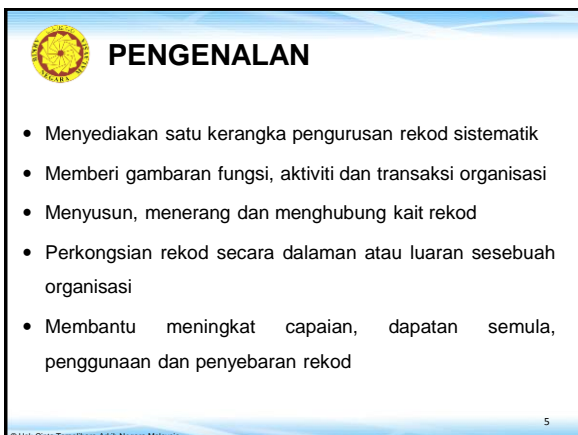 PENGENALAN
• Menyediakan satu kerangka pengurusan rekod sistematik
• Memberi gambaran fungsi, aktiviti dan transaksi organisasi
• Menyusun, menerang dan menghubung kait rekod
• Perkongsian rekod secara dalaman atau luaran sesebuah
organisasi
• Membantu meningkat capaian, dapatan semula,
penggunaan dan penyebaran rekod
5